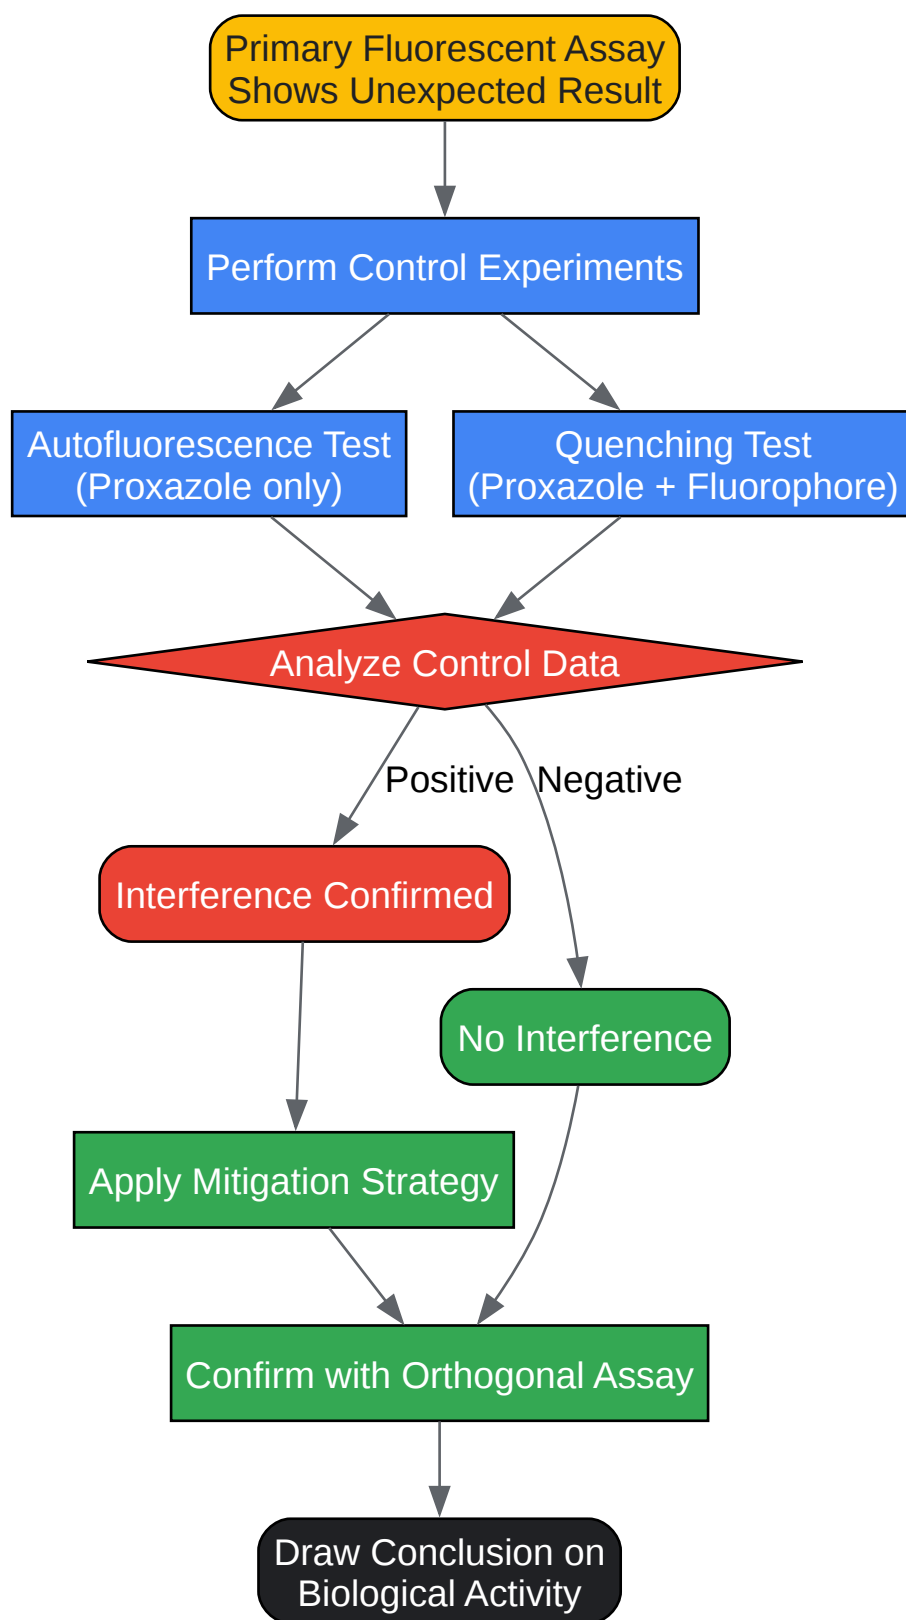 Primary Fluorescent Assay
Shows Unexpected Result
Perform Control Experiments
Autofluorescence Test
(Proxazole only)
Quenching Test
(Proxazole + Fluorophore)
Analyze Control Data
Positive
Negative
Interference Confirmed
No Interference
Apply Mitigation Strategy
Confirm with Orthogonal Assay
Draw Conclusion on
Biological Activity